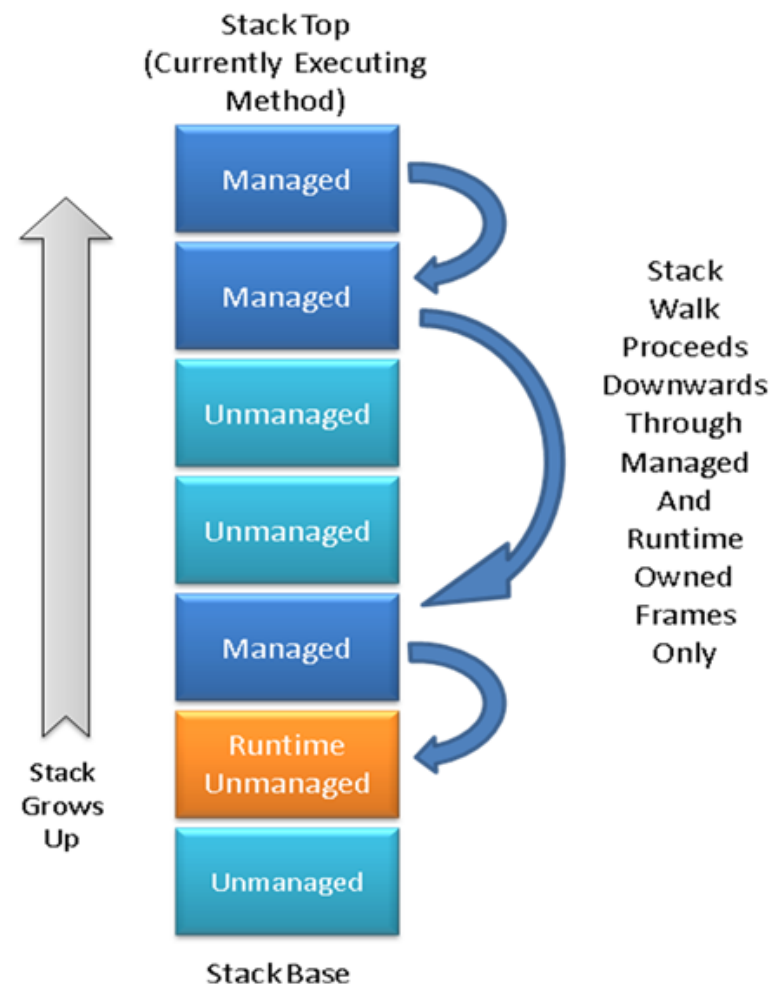 Stack Top
(Currently Executing
Method)
Managed
Managed
Unmanaged
Unmanaged
Managed
Runtime
Unmanaged
Unmanaged
Stack Base
Stack
Grows
Up
Stack
Walk
Proceeds
Downwards
Through
Managed
And
Runtime
Owned
Frames
Only